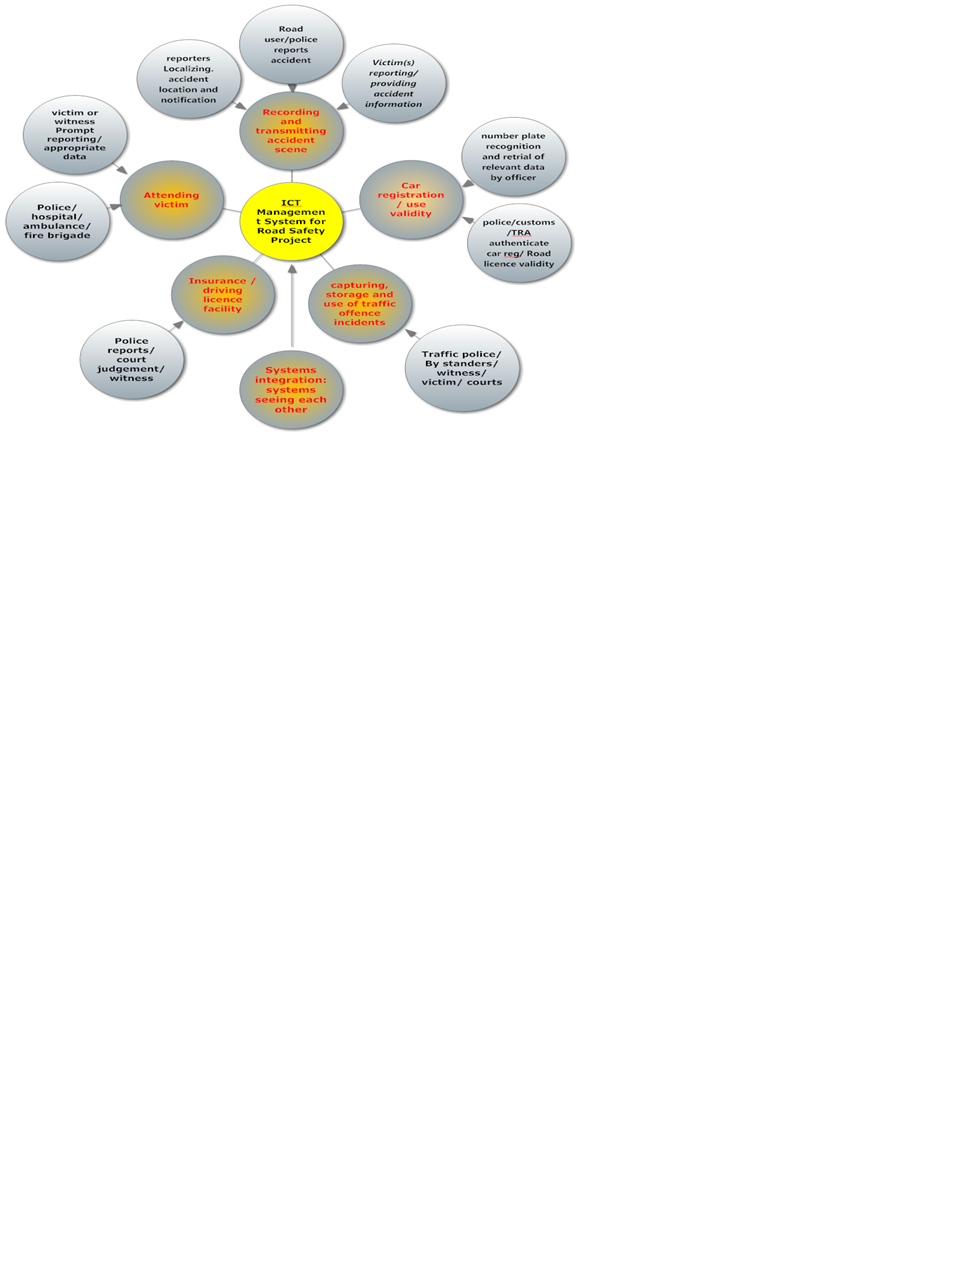 Road
user/police
reports
accident
reporters
Localizing.
accident
location and
notification
Victim(s)
reporting/
providing
accident
information
Recording
and
transmitting
accident
scene
victim or
witness
Prompt
reporting/
appropriate
data
number plate
recognition
and retrial of
relevant data
by officer
Attending
victim
Car
registration
/ use
validity
Police/
hospital/
ambulance/
fire brigade
ICT
Managemen
t System for
Road Safety
Project
police/customs
/TRA
authenticate
car reg/ Road
licence validity
Insurance /
driving
licence
facility
capturing,
storage and
use of traffic
offence
incidents
Police
reports/
court
judgement/
witness
Systems
integration:
systems
seeing each
other
Traffic police/
By standers/
witness/
victim/ courts